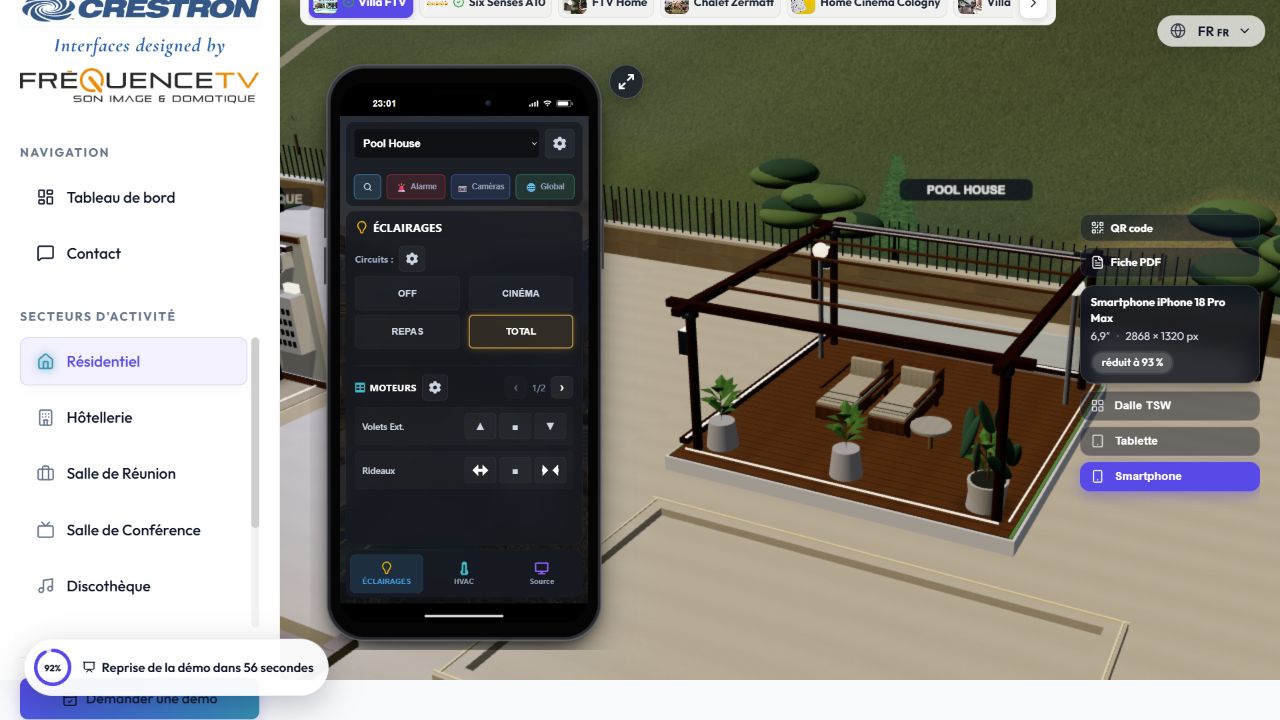 CRESTRON
Interfaces designed by
FREQUENCETV
SON IMAGE & DOMOTIQUE
NAVIGATION
Tableau de bord
Contact
SECTEURS D'ACTIVITÉ
Résidentiel
Hôtellerie
Salle de Réunion
Salle de Conférence
Discothèque
92%
Reprise de la démo dans 56 secondes
Demander une démo
Villa FTV
Six Senses A10
FTV Home
Chalet Zermatt
Home Cinema Cologny
Villa
FR FR
23:01
Pool House
Alarme
Caméras
Global
ÉCLAIRAGES
Circuits :
OFF
CINÉMA
REPAS
TOTAL
MOTEURS
1/2
Volets Ext.
Rideaux
ÉCLAIRAGES
HVAC
Source
QUE
POOL HOUSE
QR code
Fiche PDF
Smartphone iPhone 18 Pro
Max
6,9" · 2868 × 1320 px
réduit à 93 %
Dalle TSW
Tablette
Smartphone